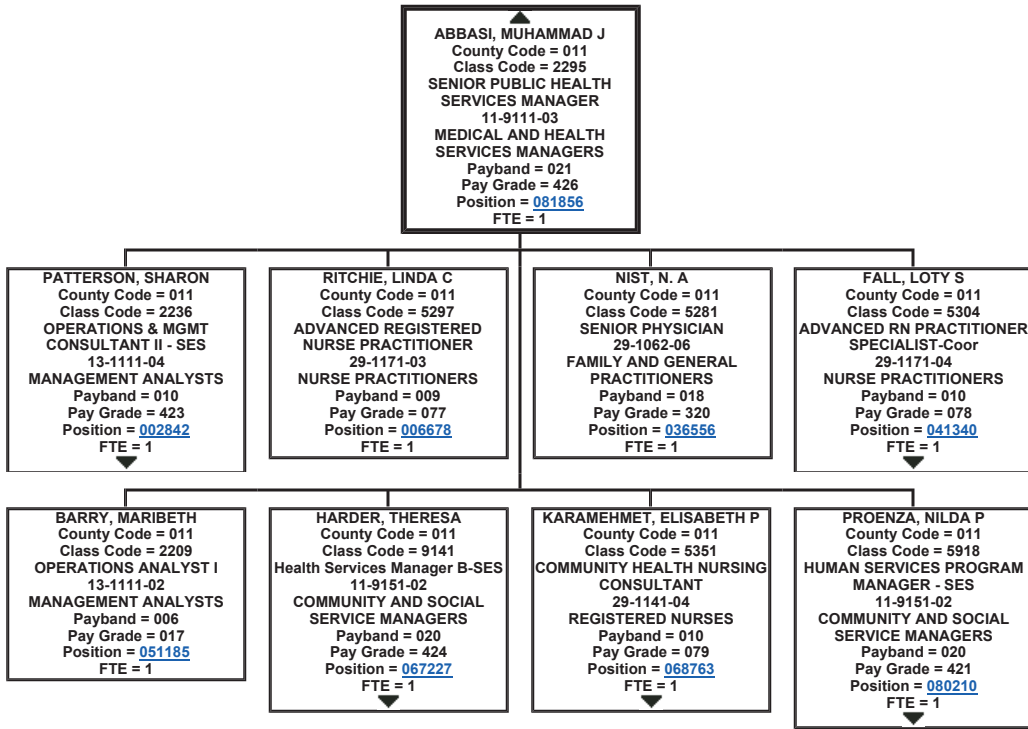 ABBASI, MUHAMMAD J
County Code = 011
Class Code = 2295
SENIOR PUBLIC HEALTH
SERVICES MANAGER
11-9111-03
MEDICAL AND HEALTH
SERVICES MANAGERS
Payband = 021
Pay Grade = 426
Position = 081856
FTE = 1
PATTERSON, SHARON
County Code = 011
Class Code = 2236
OPERATIONS & MGMT
CONSULTANT II - SES
13-1111-04
MANAGEMENT ANALYSTS
Payband = 010
Pay Grade = 423
Position = 002842
FTE = 1
RITCHIE, LINDA C
County Code = 011
Class Code = 5297
ADVANCED REGISTERED
NURSE PRACTITIONER
29-1171-03
NURSE PRACTITIONERS
Payband = 009
Pay Grade = 077
Position = 006678
FTE = 1
NIST, N. A
County Code = 011
Class Code = 5281
SENIOR PHYSICIAN
29-1062-06
FAMILY AND GENERAL
PRACTITIONERS
Payband = 018
Pay Grade = 320
Position = 036556
FTE = 1
FALL, LOTY S
County Code = 011
Class Code = 5304
ADVANCED RN PRACTITIONER
SPECIALIST-Coor
29-1171-04
NURSE PRACTITIONERS
Payband = 010
Pay Grade = 078
Position = 041340
FTE = 1
BARRY, MARIBETH
County Code = 011
Class Code = 2209
OPERATIONS ANALYST I
13-1111-02
MANAGEMENT ANALYSTS
Payband = 006
Pay Grade = 017
Position = 051185
FTE = 1
HARDER, THERESA
County Code = 011
Class Code = 9141
Health Services Manager B-SES
11-9151-02
COMMUNITY AND SOCIAL
SERVICE MANAGERS
Payband = 020
Pay Grade = 424
Position = 067227
FTE = 1
KARAMEHMET, ELISABETH P
County Code = 011
Class Code = 5351
COMMUNITY HEALTH NURSING
CONSULTANT
29-1141-04
REGISTERED NURSES
Payband = 010
Pay Grade = 079
Position = 068763
FTE = 1
PROENZA, NILDA P
County Code = 011
Class Code = 5918
HUMAN SERVICES PROGRAM
MANAGER - SES
11-9151-02
COMMUNITY AND SOCIAL
SERVICE MANAGERS
Payband = 020
Pay Grade = 421
Position = 080210
FTE = 1